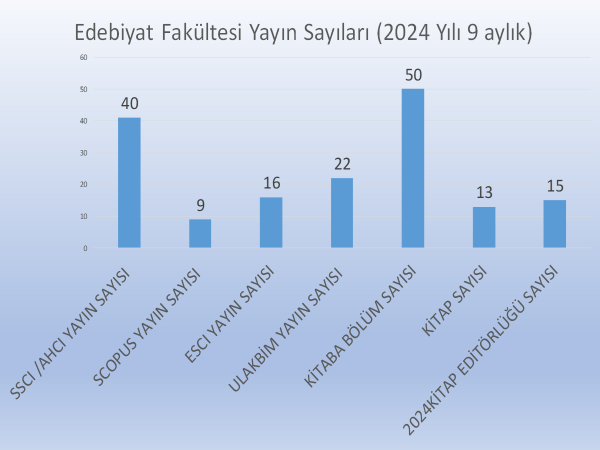 Edebiyat Fakültesi Yayın Sayıları (2024 Yılı 9 aylık)
60
50
40
30
20
10
0
40
9
16
22
50
13
15
SSCI /AHCI YAYIN SAYISI
SCOPUS YAYIN SAYISI
ESCI YAYIN SAYISI
ULAKBİM YAYIN SAYISI
KİTABA BÖLÜM SAYISI
KİTAP SAYISI
2024KİTAP EDİTÖRLÜĞÜ SAYISI